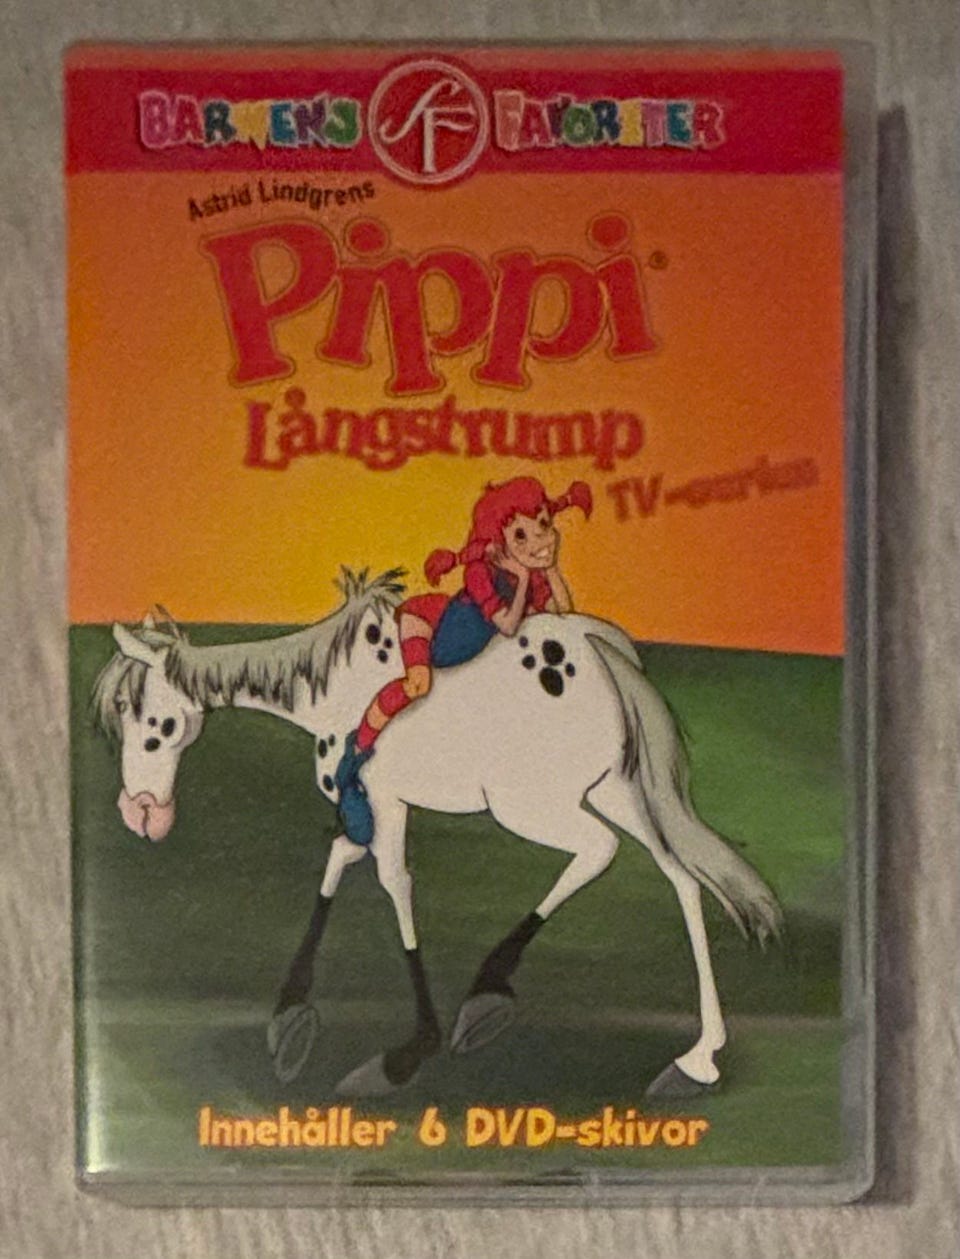 BARNENS SF FAVORITER
Astrid Lindgrens
Pippi®
Långstrump
TV-serien
Innehåller 6 DVD-skivor